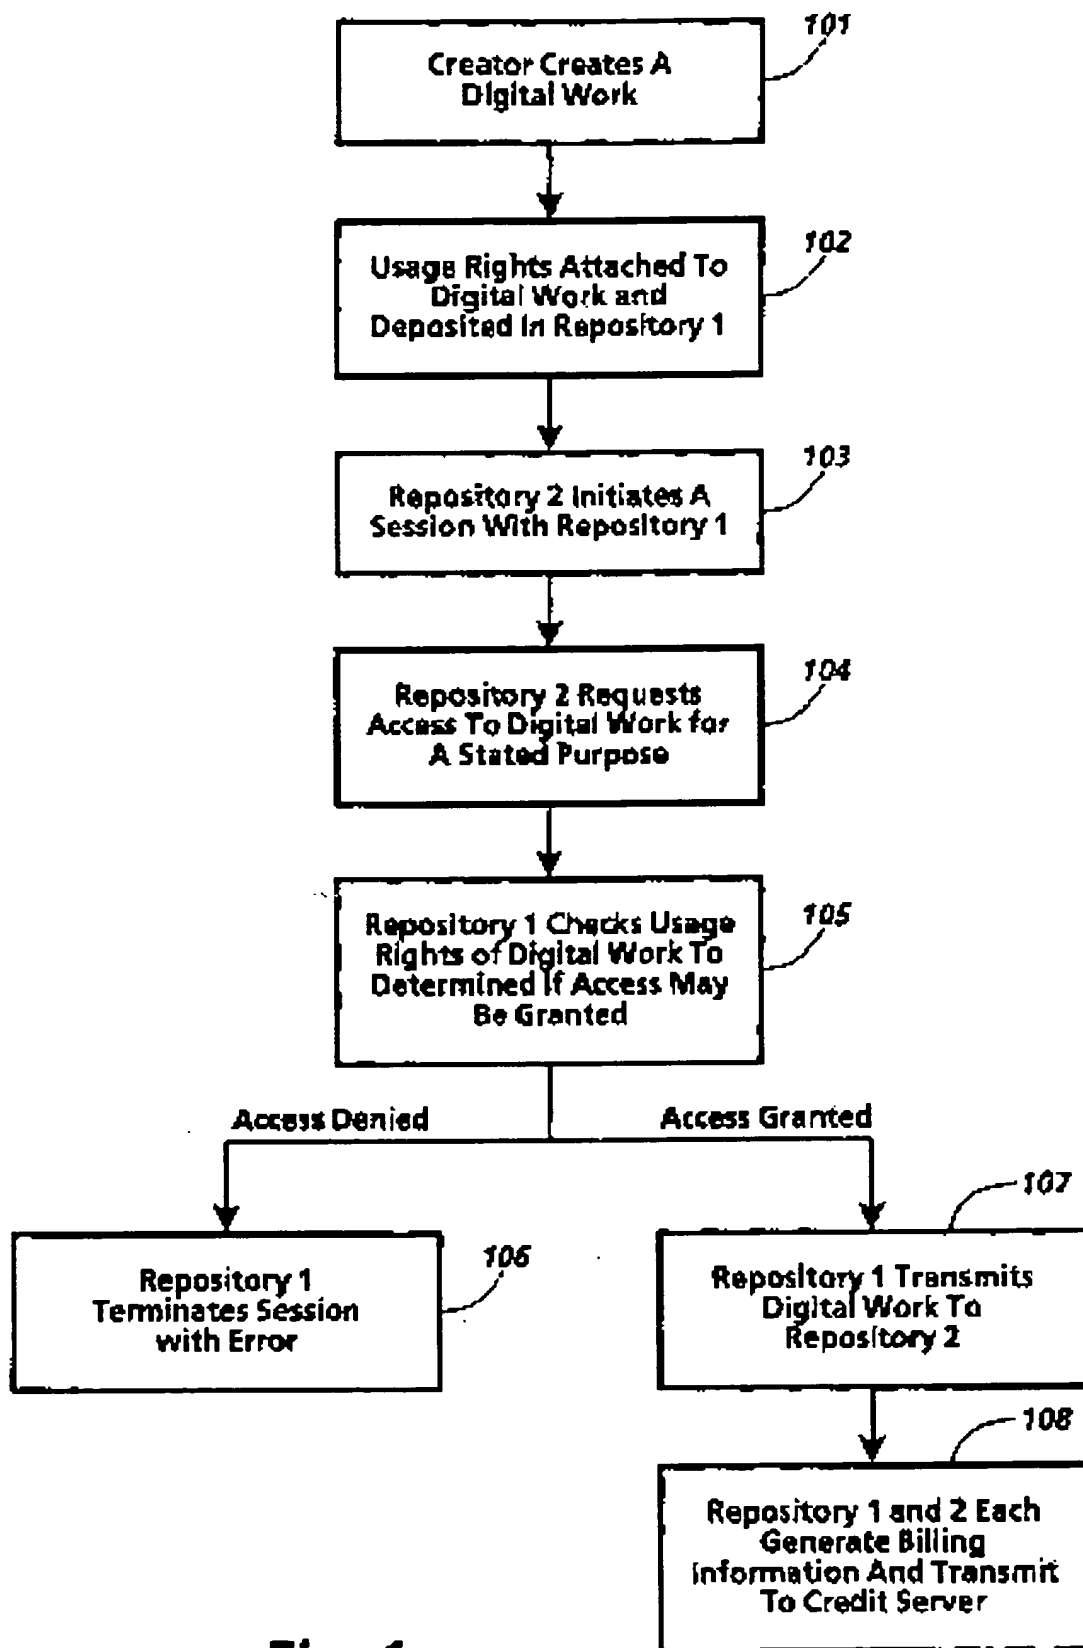 101
Creator Creates A
Digital Work
102
Usage Rights Attached To
Digital Work and
Deposited In Repository 1
103
Repository 2 Initiates A
Session With Repository 1
104
Repository 2 Requests
Access To Digital Work for
A Stated Purpose
105
Repository 1 Checks Usage
Rights of Digital Work To
Determined If Access May
Be Granted
Access Denied
Access Granted
106
Repository 1
Terminates Session
with Error
107
Repository 1 Transmits
Digital Work To
Repository 2
108
Repository 1 and 2 Each
Generate Billing
Information And Transmit
To Credit Server